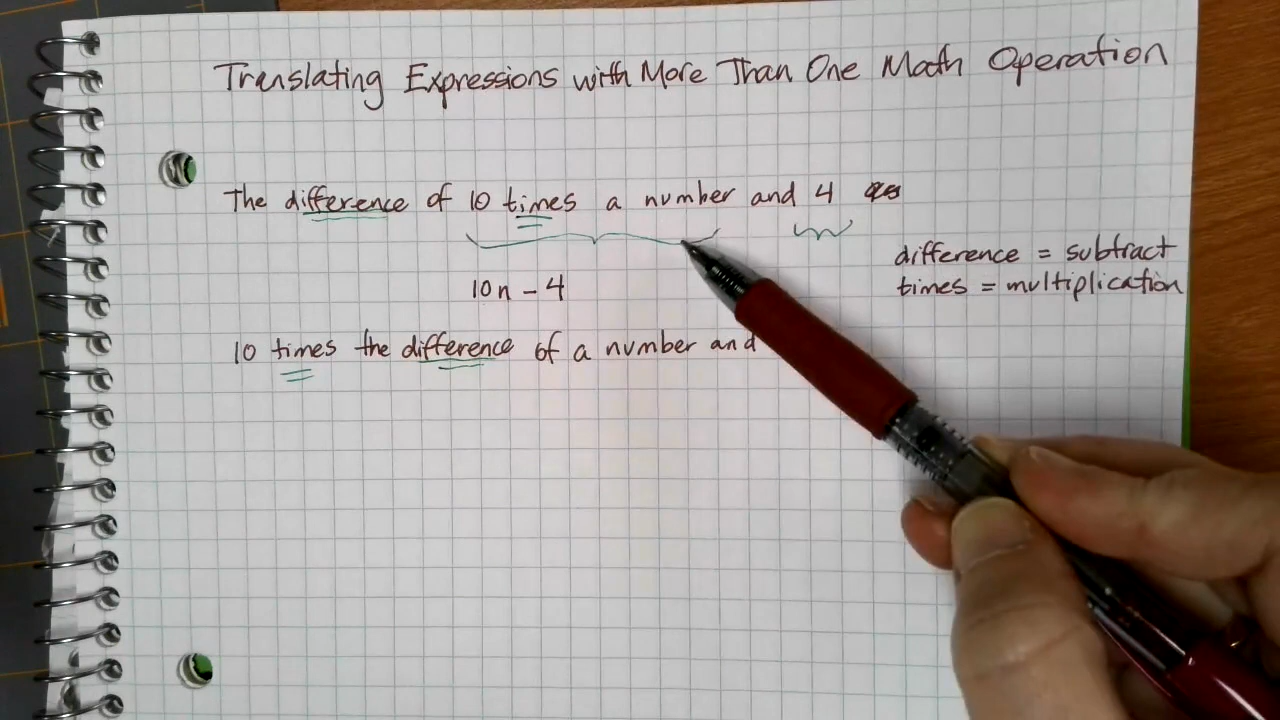 Translating Expressions with More Than One Math Operation
The difference of 10 times a number and 4
difference = subtract
times = multiplication
10n - 4
10 times the difference of a number and